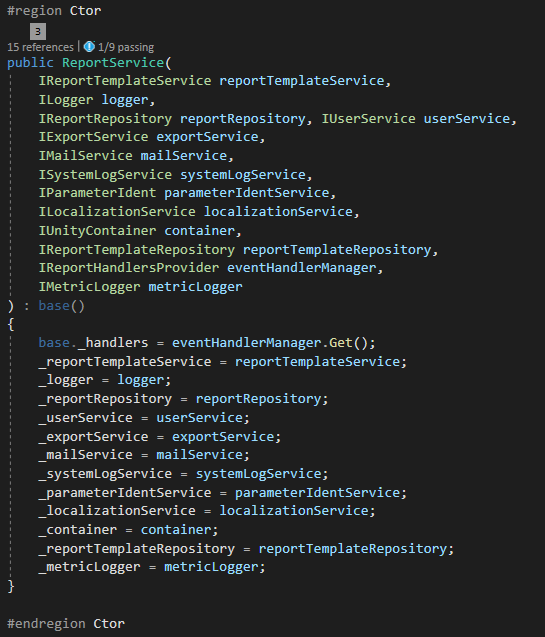 #region Ctor
3
15 references | 1/9 passing
public ReportService(
IReportTemplateService reportTemplateService,
ILogger logger,
IReportRepository reportRepository, IUserService userService,
IExportService exportService,
IMailService mailService,
ISystemLogService systemLogService,
IParameterIdent parameterIdentService,
ILocalizationService localizationService,
IUnityContainer container,
IReportTemplateRepository reportTemplateRepository,
IReportHandlersProvider eventHandlerManager,
IMetricLogger metricLogger
) : base()
{
base._handlers = eventHandlerManager.Get();
_reportTemplateService = reportTemplateService;
_logger = logger;
_reportRepository = reportRepository;
_userService = userService;
_exportService = exportService;
_mailService = mailService;
_systemLogService = systemLogService;
_parameterIdentService = parameterIdentService;
_localizationService = localizationService;
_container = container;
_reportTemplateRepository = reportTemplateRepository;
_metricLogger = metricLogger;
}
#endregion Ctor